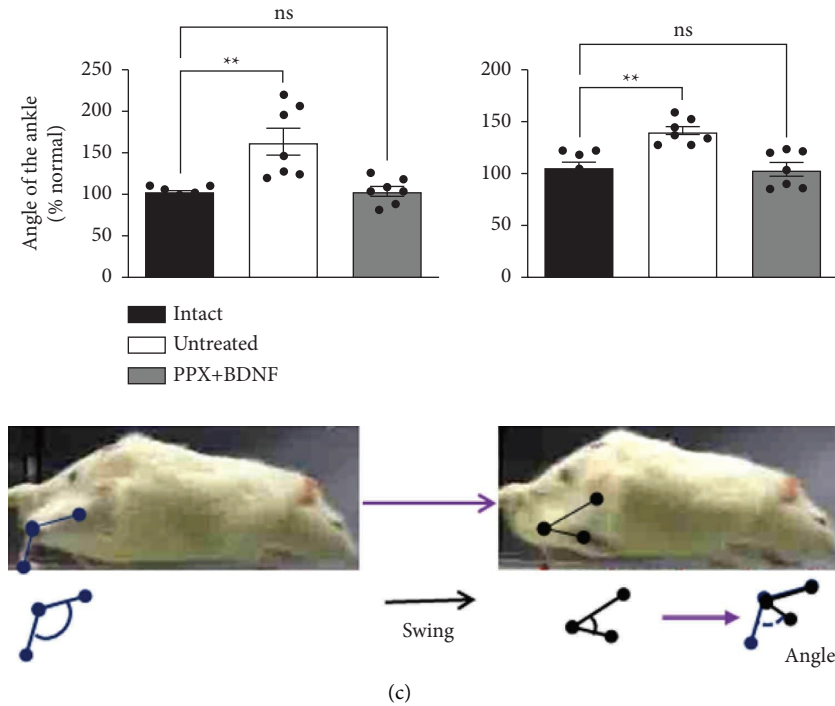 ns
**
250
200
150
100
50
0
Angle of the ankle
(% normal)
ns
**
200
150
100
50
0
Intact
Untreated
PPX+BDNF
Swing
Angle
(c)